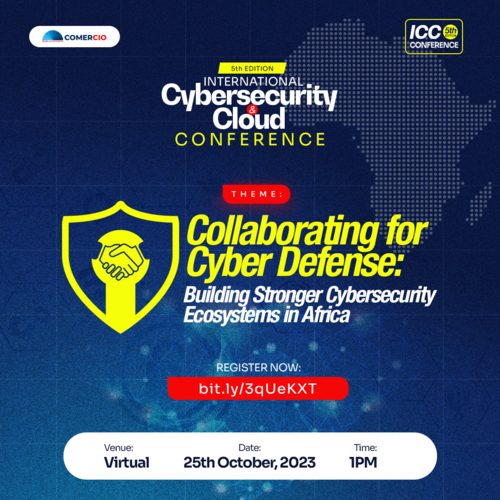 COMERCIO
ICC 5th
CONFERENCE
5th EDITION
INTERNATIONAL
Cybersecurity
&
Cloud
CONFERENCE
THEME:
Collaborating for
Cyber Defense:
Building Stronger Cybersecurity
Ecosystems in Africa
REGISTER NOW:
bit.ly/3qUeKXT
Venue: Date: Time:
Virtual 25th October, 2023 1PM